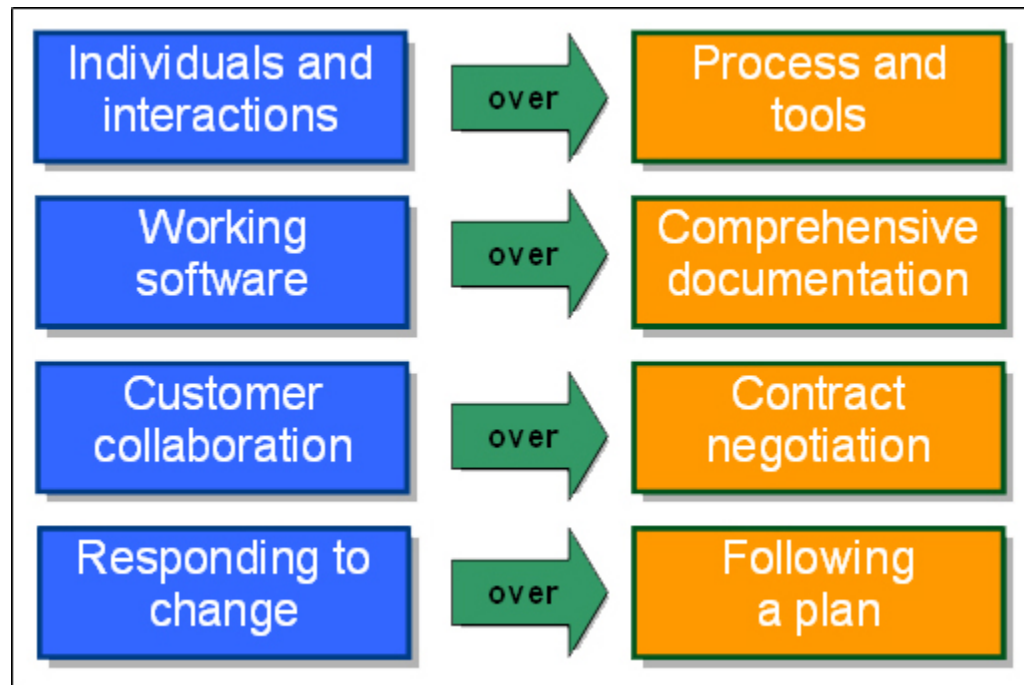 Individuals and
interactions
over
Process and
tools
Working
software
over
Comprehensive
documentation
Customer
collaboration
over
Contract
negotiation
Responding to
change
over
Following
a plan